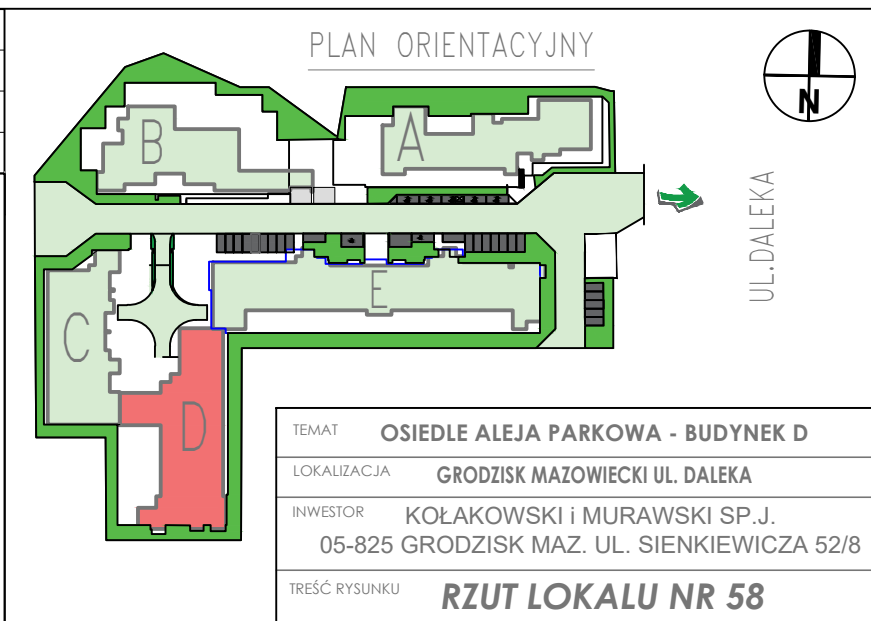 PLAN ORIENTACYJNY
N
B
A
UL.DALEKA
E
C
D
TEMAT OSIEDLE ALEJA PARKOWA - BUDYNEK D
LOKALIZACJA GRODZISK MAZOWIECKI UL. DALEKA
INWESTOR KOŁAKOWSKI i MURAWSKI SP.J.
05-825 GRODZISK MAZ. UL. SIENKIEWICZA 52/8
TREŚĆ RYSUNKU RZUT LOKALU NR 58